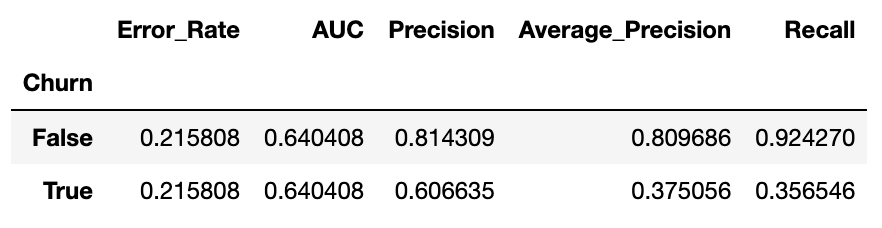 Error_Rate AUC Precision Average_Precision Recall
Churn
False 0.215808 0.640408 0.814309 0.809686 0.924270
True 0.215808 0.640408 0.606635 0.375056 0.356546